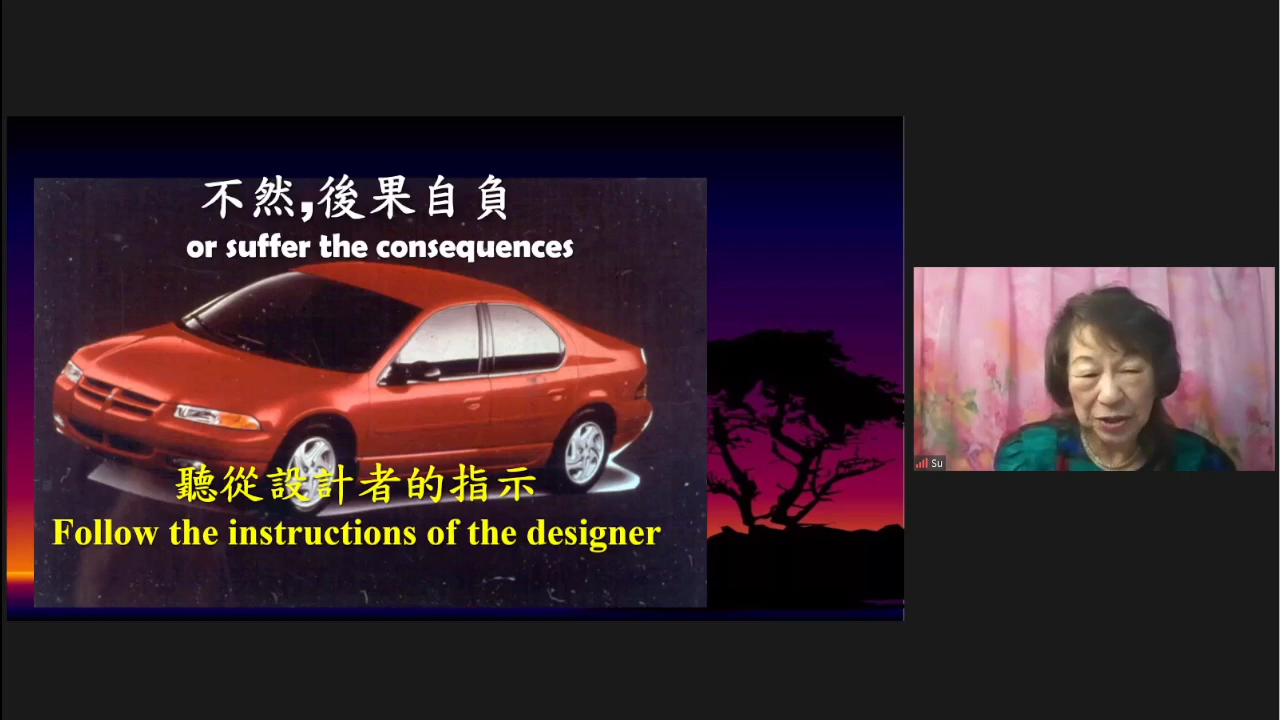 不然,後果自負
or suffer the consequences
聽從設計者的指示
Follow the instructions of the designer
Su